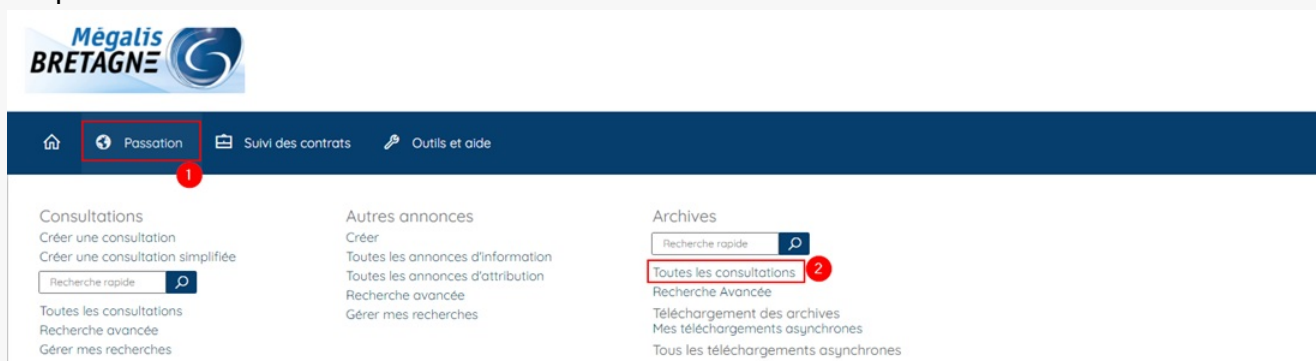 Mégalis
BRETAGNE
Passation
Suivi des contrats
Outils et aide
1
Consultations
Créer une consultation
Créer une consultation simplifiée
Recherche rapide
Toutes les consultations
Recherche avancée
Gérer mes recherches
Autres annonces
Créer
Toutes les annonces d'information
Toutes les annonces d'attribution
Recherche avancée
Gérer mes recherches
Archives
Recherche rapide
Toutes les consultations 2
Recherche Avancée
Téléchargement des archives
Mes téléchargements asynchrones
Tous les téléchargements asynchrones